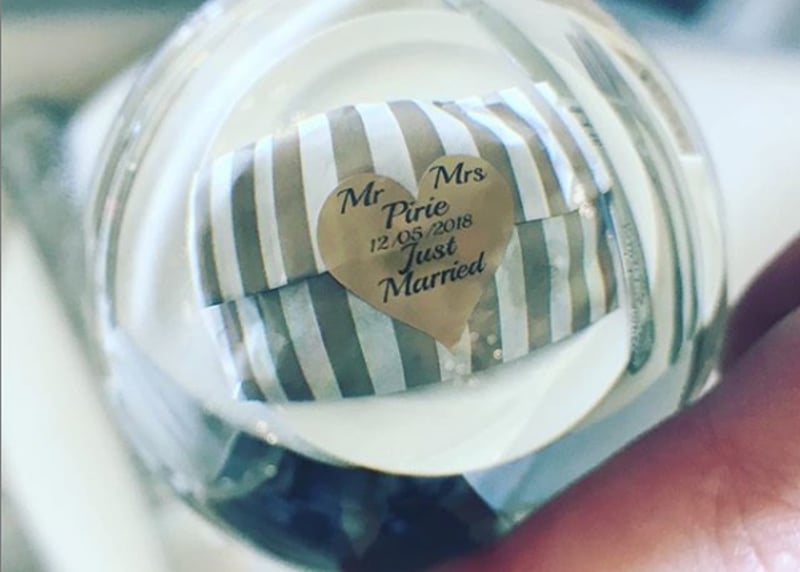 Mr Mrs
Pirie
12/05/2018
Just
Married